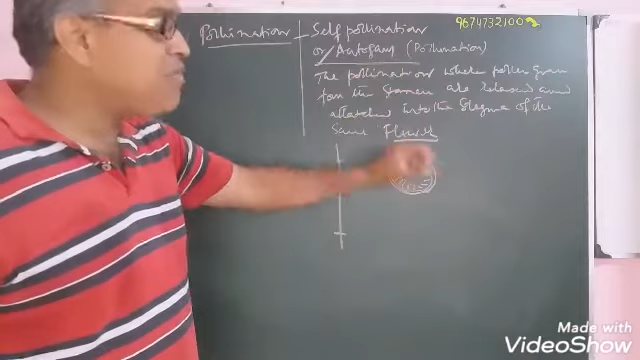 9674732100
Pollination
Self pollination
or/Autogamy (Pollination)
The pollination where pollen grain
from the Stamen are released and
attached into the Stigma of the
Same Flower
Made with
VideoShow